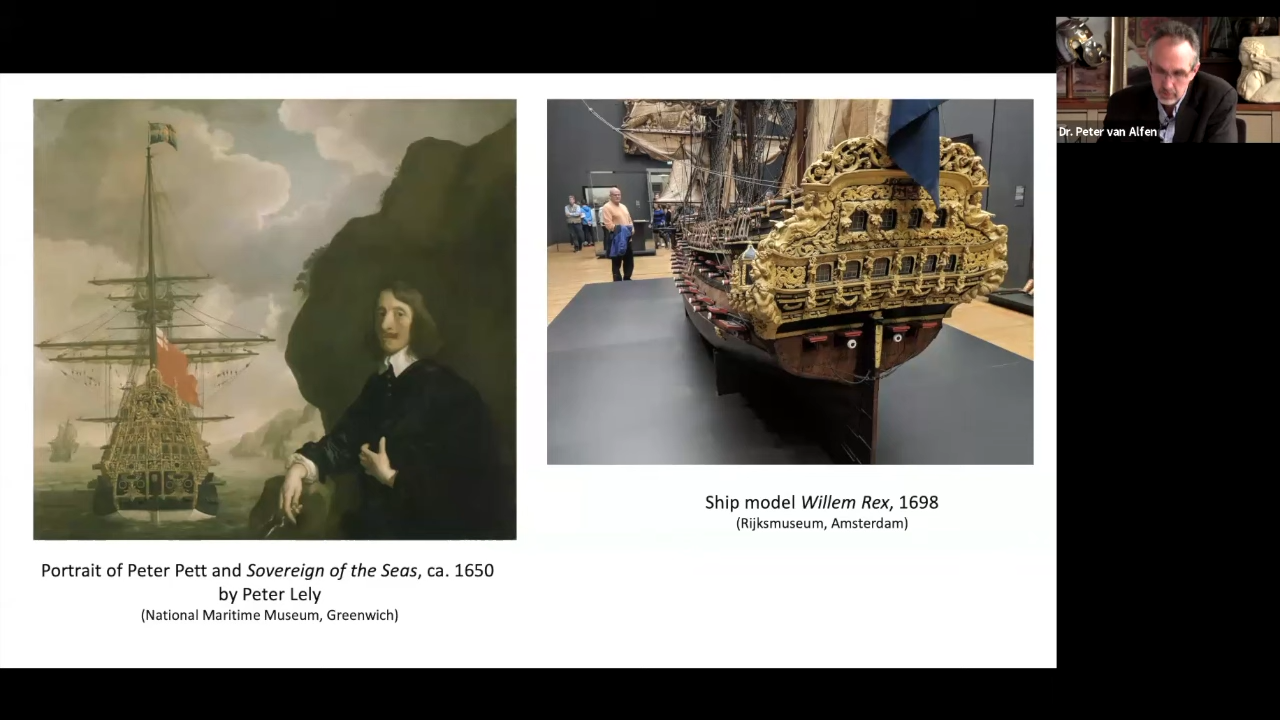 Dr. Peter van Alfen
Ship model Willem Rex, 1698
(Rijksmuseum, Amsterdam)
Portrait of Peter Pett and Sovereign of the Seas, ca. 1650
by Peter Lely
(National Maritime Museum, Greenwich)